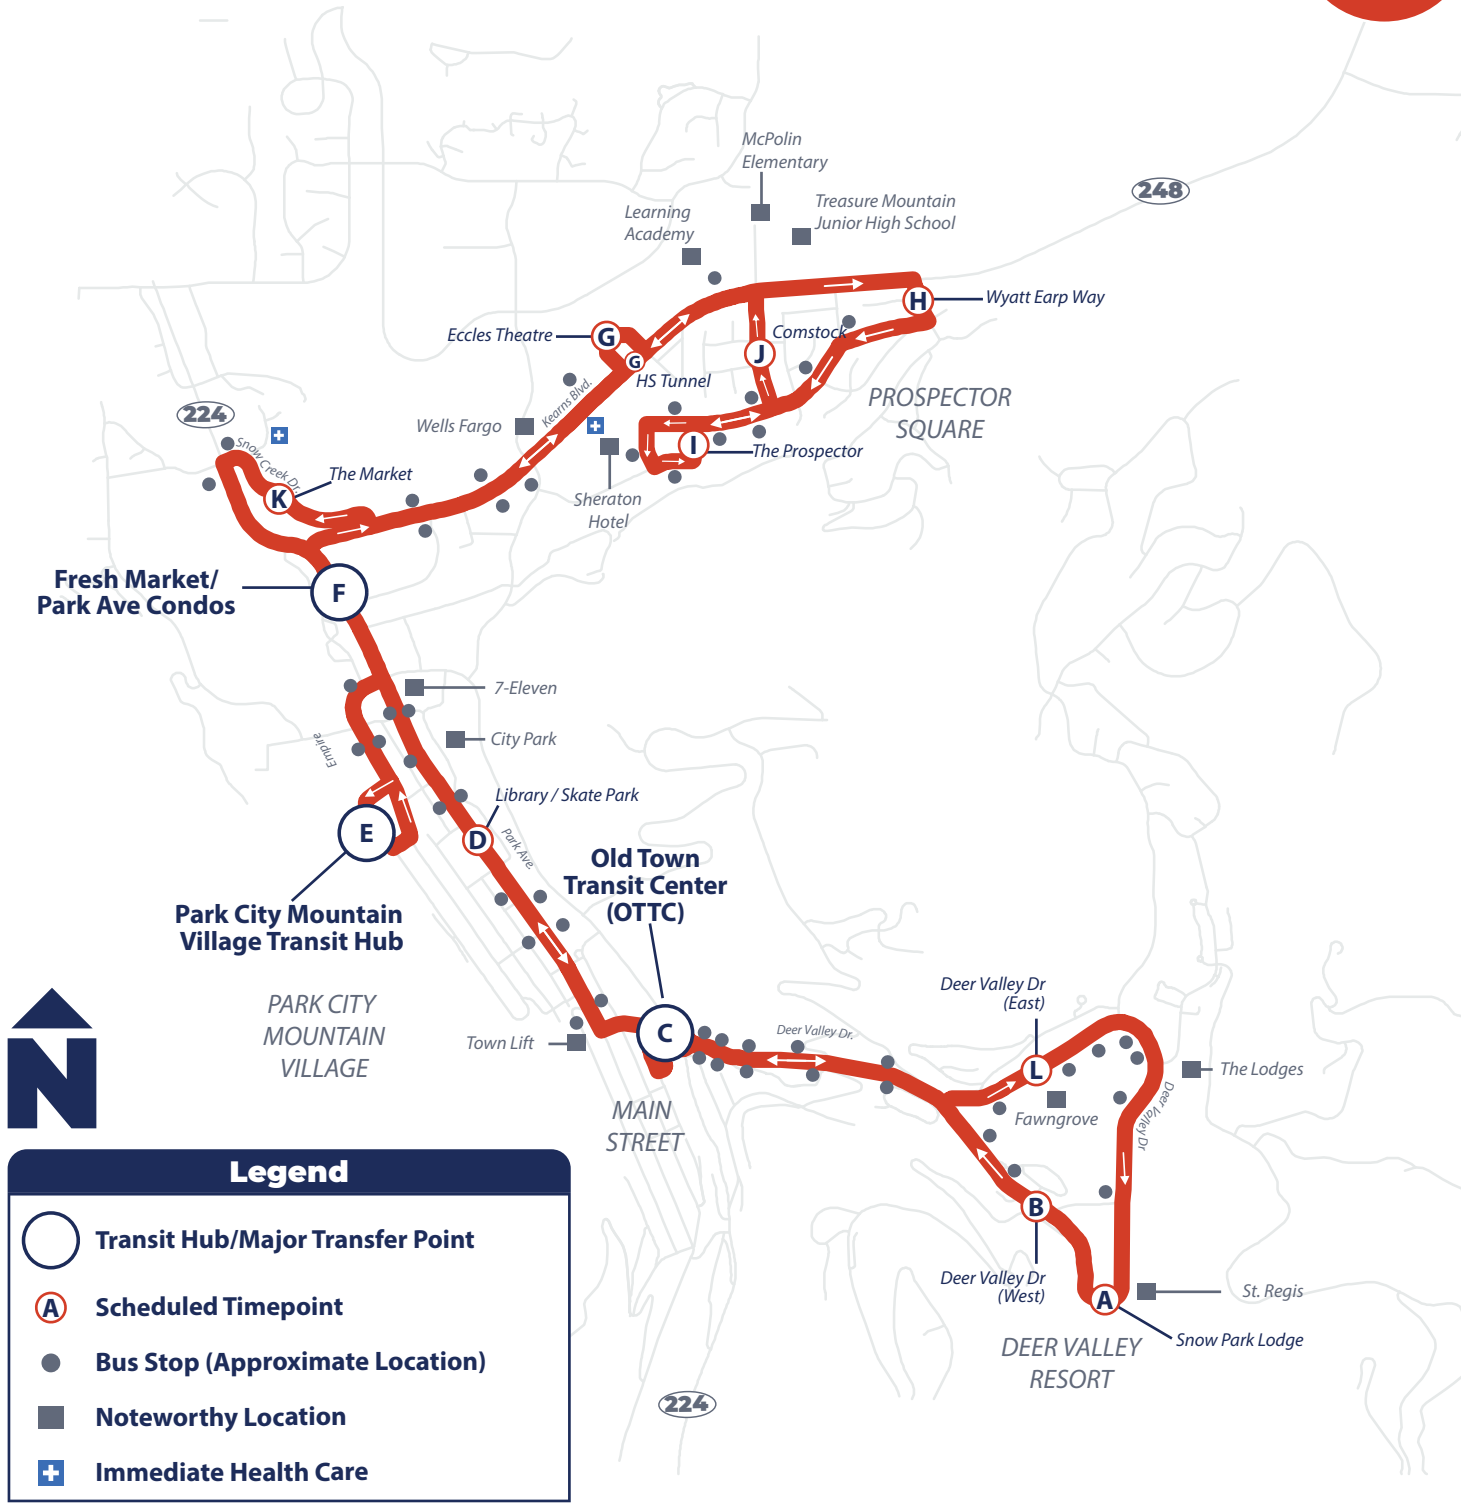 McPolin
Elementary
248
Treasure Mountain
Junior High School
Learning
Academy
H
Wyatt Earp Way
Eccles Theatre
G
G
Comstock
J
HS Tunnel
Kearns Blvd.
PROSPECTOR
SQUARE
224
Wells Fargo
Snow Creek Dr.
I
The Prospector
The Market
K
Sheraton
Hotel
Fresh Market/
Park Ave Condos
F
7-Eleven
City Park
Empire
Library / Skate Park
E
D
Park Ave.
Old Town
Transit Center
(OTTC)
Park City Mountain
Village Transit Hub
Deer Valley Dr
(East)
PARK CITY
MOUNTAIN
VILLAGE
N
Town Lift
C
Deer Valley Dr.
L
The Lodges
Fawngrove
Deer Valley Dr
MAIN
STREET
B
Deer Valley Dr
(West)
A
St. Regis
Snow Park Lodge
DEER VALLEY
RESORT
224
Legend
Transit Hub/Major Transfer Point
A
Scheduled Timepoint
Bus Stop (Approximate Location)
Noteworthy Location
Immediate Health Care